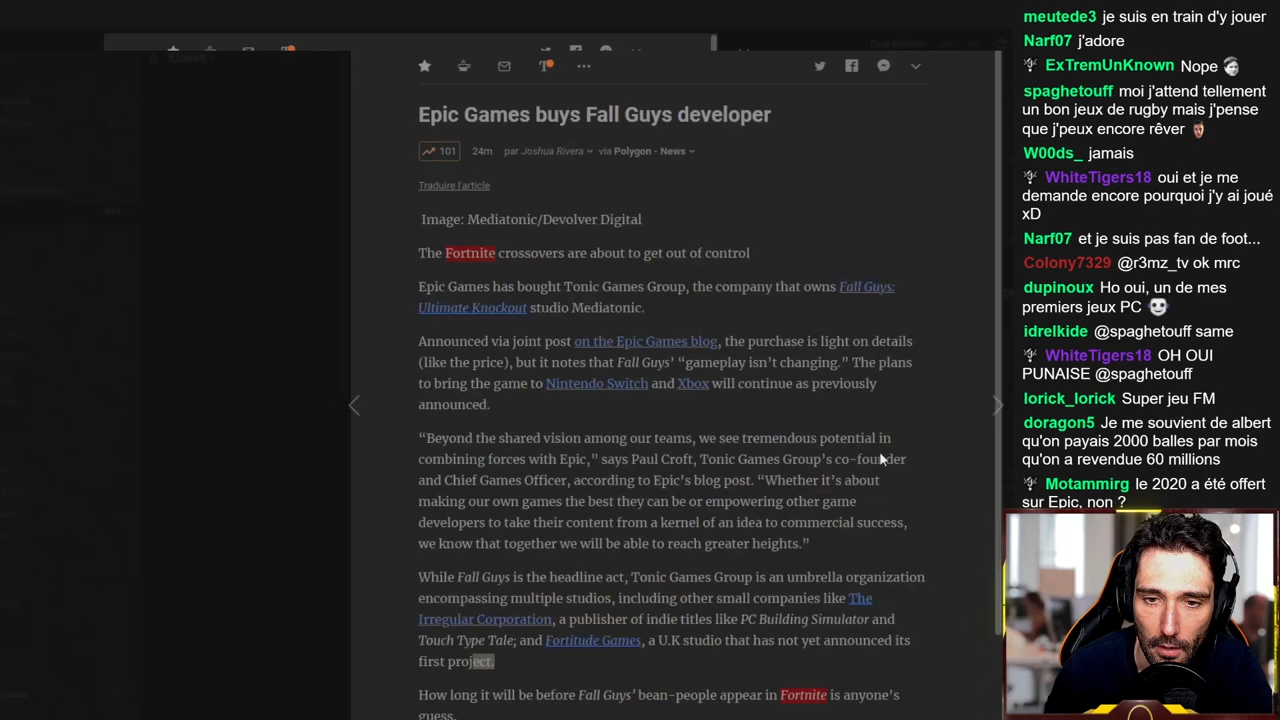 Epic Games buys Fall Guys developer
101 24m par Joshua Rivera via Polygon - News
Traduire l'article
Image: Mediatonic/Devolver Digital
The Fortnite crossovers are about to get out of control
Epic Games has bought Tonic Games Group, the company that owns Fall Guys:
Ultimate Knockout studio Mediatonic.
Announced via joint post on the Epic Games blog, the purchase is light on details
(like the price), but it notes that Fall Guys' “gameplay isn't changing.” The plans
to bring the game to Nintendo Switch and Xbox will continue as previously
announced.
“Beyond the shared vision among our teams, we see tremendous potential in
combining forces with Epic,” says Paul Croft, Tonic Games Group's co-founder
and Chief Games Officer, according to Epic's blog post. “Whether it's about
making our own games the best they can be or empowering other game
developers to take their content from a kernel of an idea to commercial success,
we know that together we will be able to reach greater heights.”
While Fall Guys is the headline act, Tonic Games Group is an umbrella organization
encompassing multiple studios, including other small companies like The
Irregular Corporation, a publisher of indie titles like PC Building Simulator and
Touch Type Tale; and Fortitude Games, a U.K studio that has not yet announced its
first project.
How long it will be before Fall Guys' bean-people appear in Fortnite is anyone's
guess.
meutede3 je suis en train d'y jouer
Narf07 j'adore
ExTremUnKnown Nope
spaghetouff moi j'attend tellement
un bon jeux de rugby mais j'pense
que j'peux encore rêver
W00ds_ jamais
WhiteTigers18 oui et je me
demande encore pourquoi j'y ai joué
xD
Narf07 et je suis pas fan de foot...
Colony7329 @r3mz_tv ok mrc
dupinoux Ho oui, un de mes
premiers jeux PC
idrelkide @spaghetouff same
WhiteTigers18 OH OUI
PUNAISE @spaghetouff
lorick_lorick Super jeu FM
doragon5 Je me souvient de albert
qu'on payais 2000 balles par mois
qu'on a revendue 60 millions
Motammirg le 2020 a été offert
sur Epic, non ?